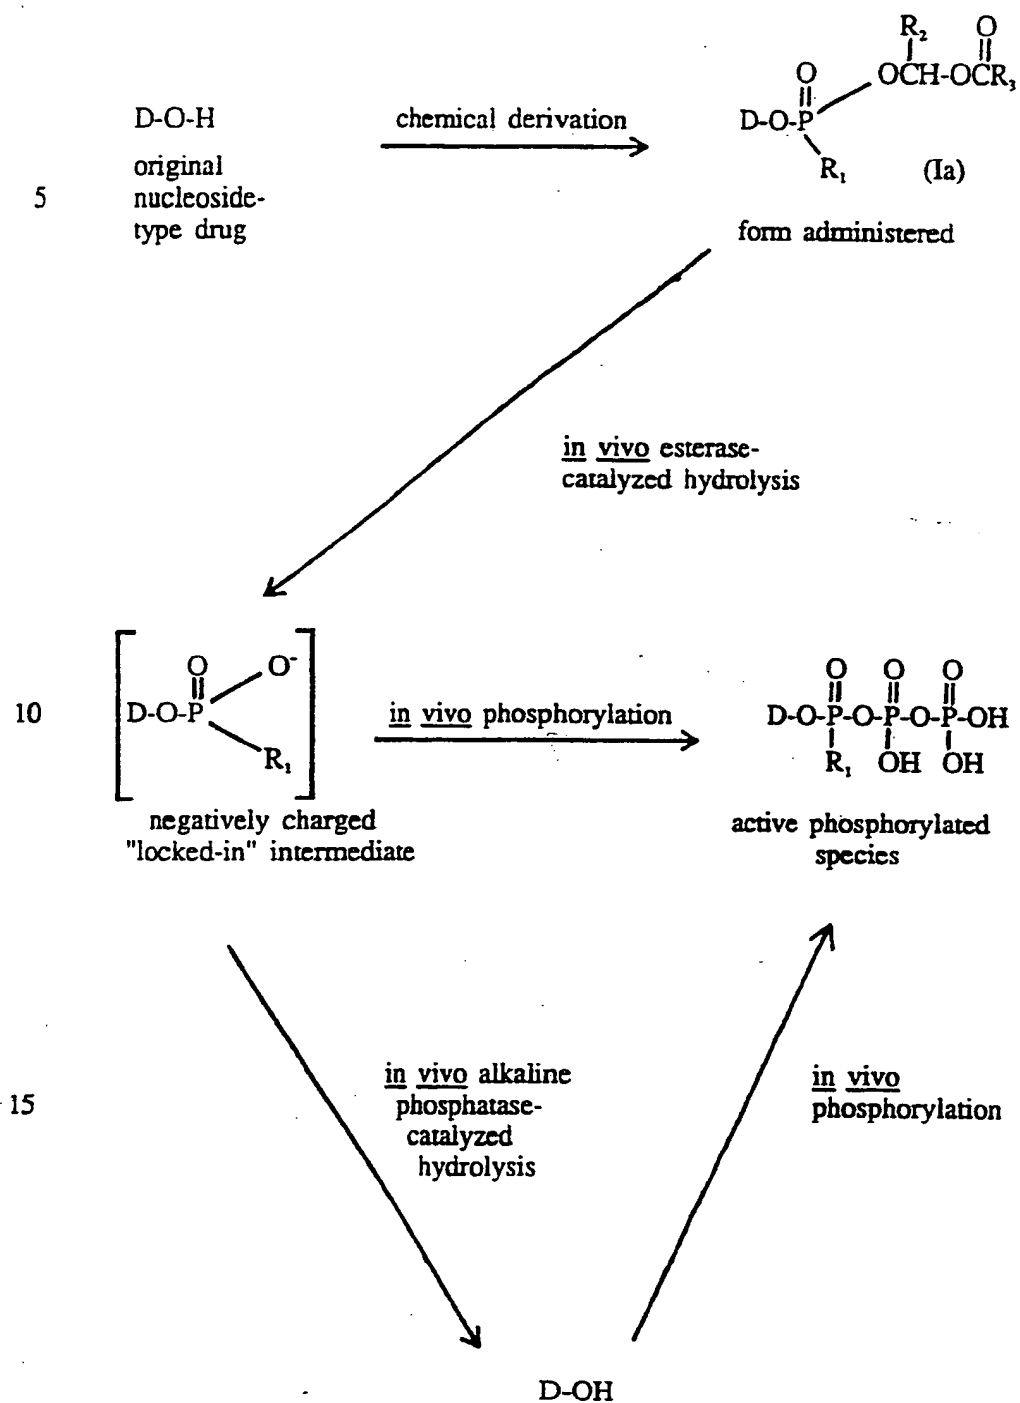 R₂ O
OCH-OCR₃
O
D-O-H
chemical derivation
D-O-P
R₁ (Ia)
original
5 nucleoside-
type drug
form administered
in vivo esterase-
catalyzed hydrolysis
O O⁻
O O O
10 D-O-P
in vivo phosphorylation
D-O-P-O-P-O-P-OH
R₁
R₁ OH OH
negatively charged
"locked-in" intermediate
active phosphorylated
species
in vivo alkaline
15 phosphatase-
catalyzed
hydrolysis
in vivo
phosphorylation
D-OH